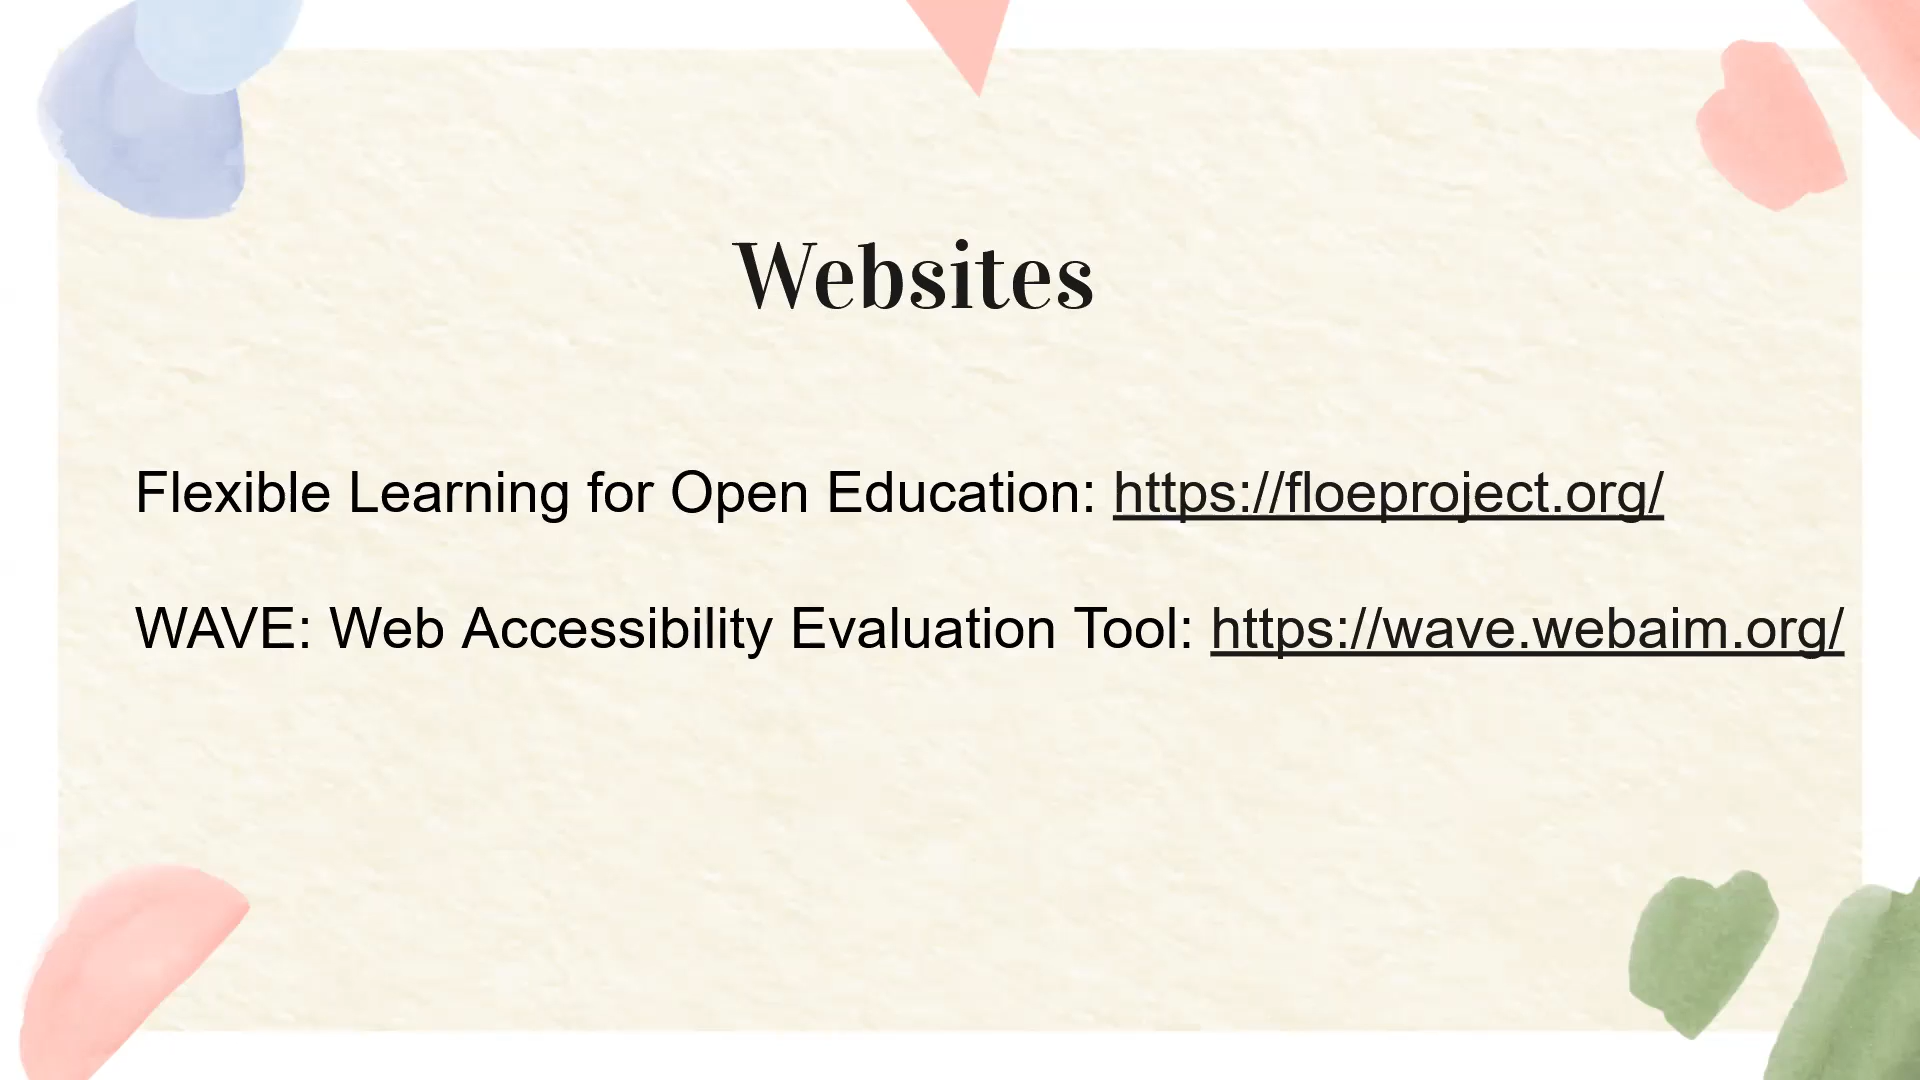 Websites
Flexible Learning for Open Education: https://floeproject.org/
WAVE: Web Accessibility Evaluation Tool: https://wave.webaim.org/